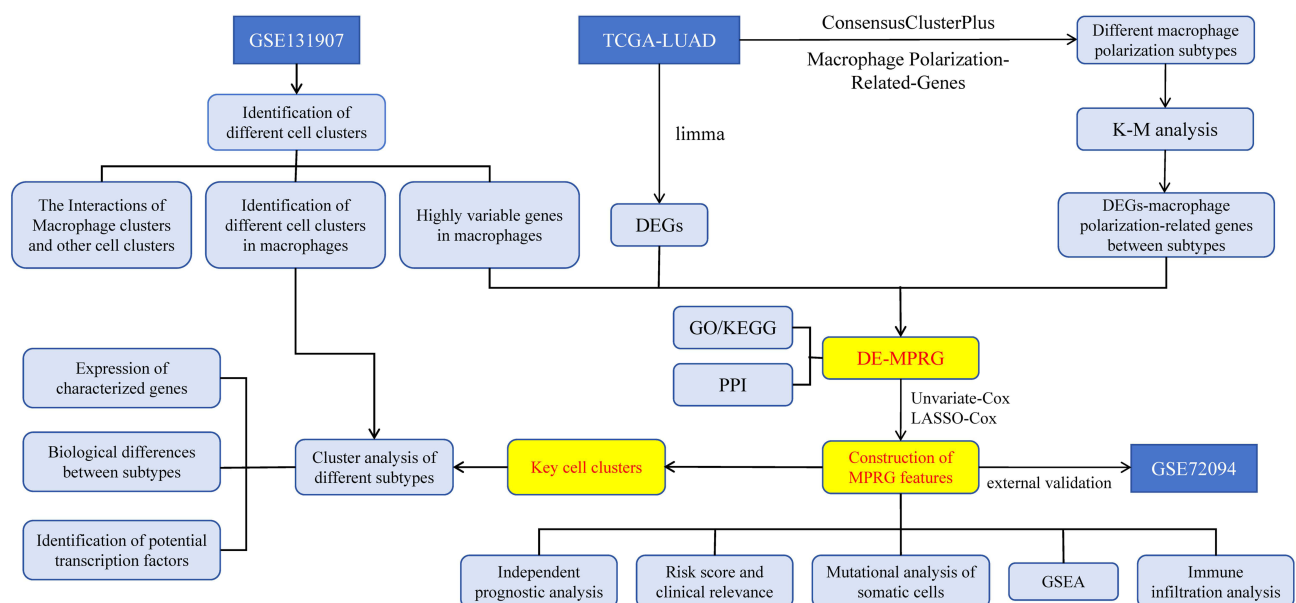 GSE131907
TCGA-LUAD
ConsensusClusterPlus
Macrophage Polarization-
Related-Genes
Different macrophage
polarization subtypes
Identification of
different cell clusters
limma
K-M analysis
The Interactions of
Macrophage clusters
and other cell clusters
Identification of
different cell clusters
in macrophages
Highly variable genes
in macrophages
DEGs
DEGs-macrophage
polarization-related genes
between subtypes
GO/KEGG
PPI
DE-MPRG
Unvariate-Cox
LASSO-Cox
Expression of
characterized genes
Biological differences
between subtypes
Identification of potential
transcription factors
Cluster analysis of
different subtypes
Key cell clusters
Construction of
MPRG features
external validation
GSE72094
Independent
prognostic analysis
Risk score and
clinical relevance
Mutational analysis of
somatic cells
GSEA
Immune
infiltration analysis